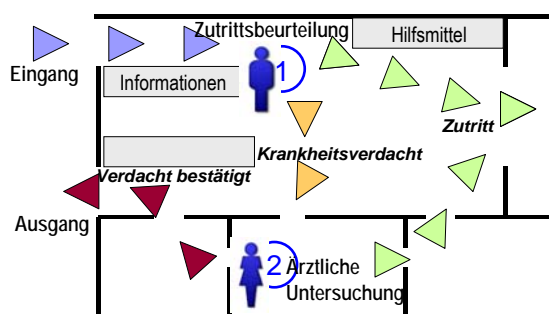 Zutrittsbeurteilung
Hilfsmittel
Eingang
1
Informationen
Zutritt
Krankheitsverdacht
Verdacht bestätigt
Ausgang
2
Ärztliche
Untersuchung